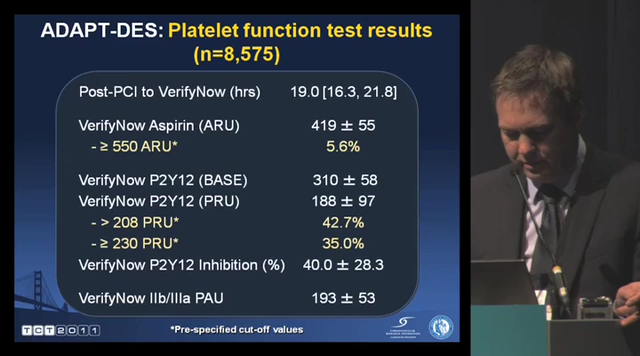 ADAPT-DES: Platelet function test results
(n=8,575)
Post-PCI to VerifyNow (hrs) 19.0 [16.3, 21.8]
VerifyNow Aspirin (ARU) 419 ± 55
- ≥ 550 ARU* 5.6%
VerifyNow P2Y12 (BASE) 310 ± 58
VerifyNow P2Y12 (PRU) 188 ± 97
- > 208 PRU* 42.7%
- ≥ 230 PRU* 35.0%
VerifyNow P2Y12 Inhibition (%) 40.0 ± 28.3
VerifyNow IIb/IIIa PAU 193 ± 53
TCT2011
*Pre-specified cut-off values